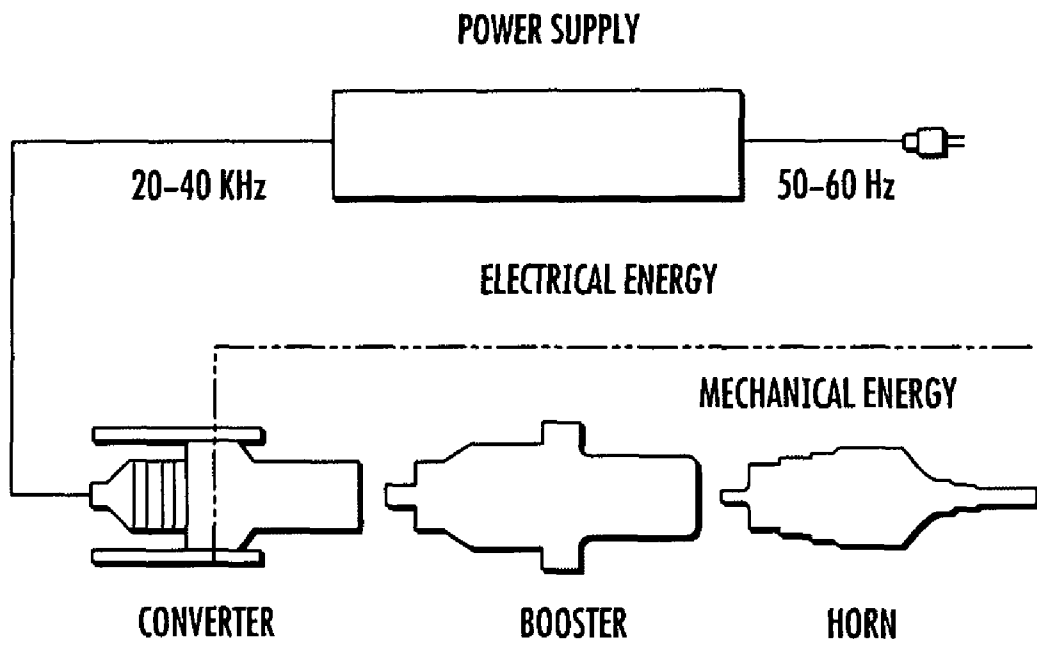 POWER SUPPLY
20–40 KHz
50–60 Hz
ELECTRICAL ENERGY
MECHANICAL ENERGY
CONVERTER
BOOSTER
HORN